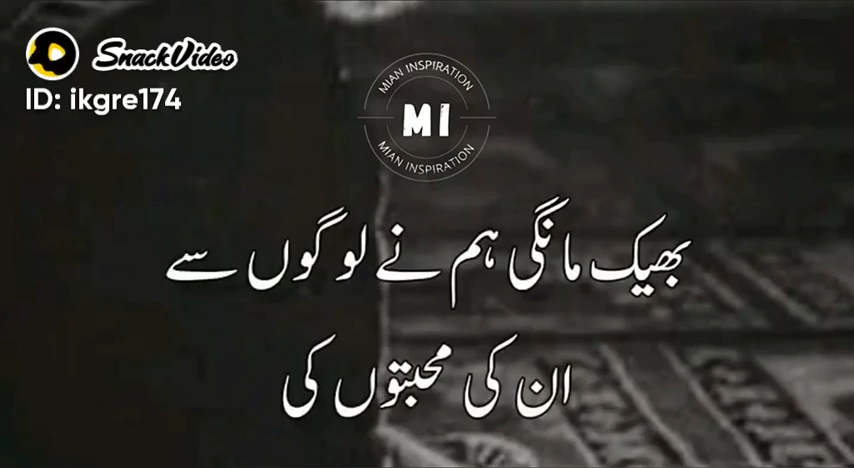 SnackVideo
ID: ikgre174
MIAN INSPIRATION
MI
MIAN INSPIRATION
بھیک مانگی ہم نے لوگوں سے
ان کی محبتوں کی